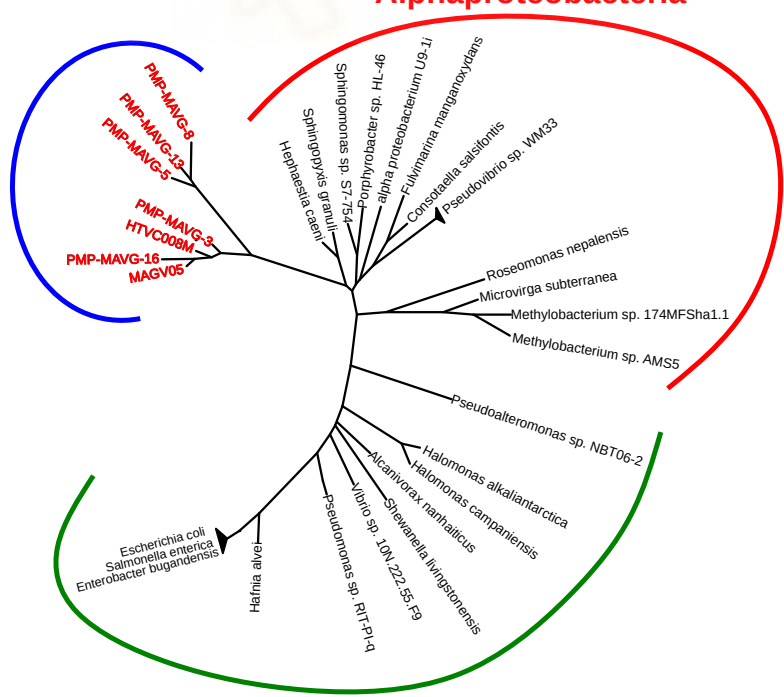 Alphaproteobacteria
PMP-MAVG-8
PMP-MAVG-13
PMP-MAVG-5
PMP-MAVG-3
HTVC008M
PMP-MAVG-16
MAGV05
Hephaestia caeni
Sphingopyxis granuli
Sphingomonas sp. S7-754
Porphyrobacter sp. HL-46
alpha proteobacterium U9-1i
Fulvimarina manganoxydans
Consotaella salsifontis
Pseudovibrio sp. WM33
Roseomonas nepalensis
Microvirga subterranea
Methylobacterium sp. 174MFSha1.1
Methylobacterium sp. AMS5
Pseudoalteromonas sp. NBT06-2
Halomonas alkaliantarctica
Halomonas campaniensis
Alcanivorax nanhaiticus
Shewanella livingstonensis
Vibrio sp. 10N.222.55.F9
Pseudomonas sp. RIT-PI-q
Hafnia alvei
Escherichia coli
Salmonella enterica
Enterobacter bugandensis